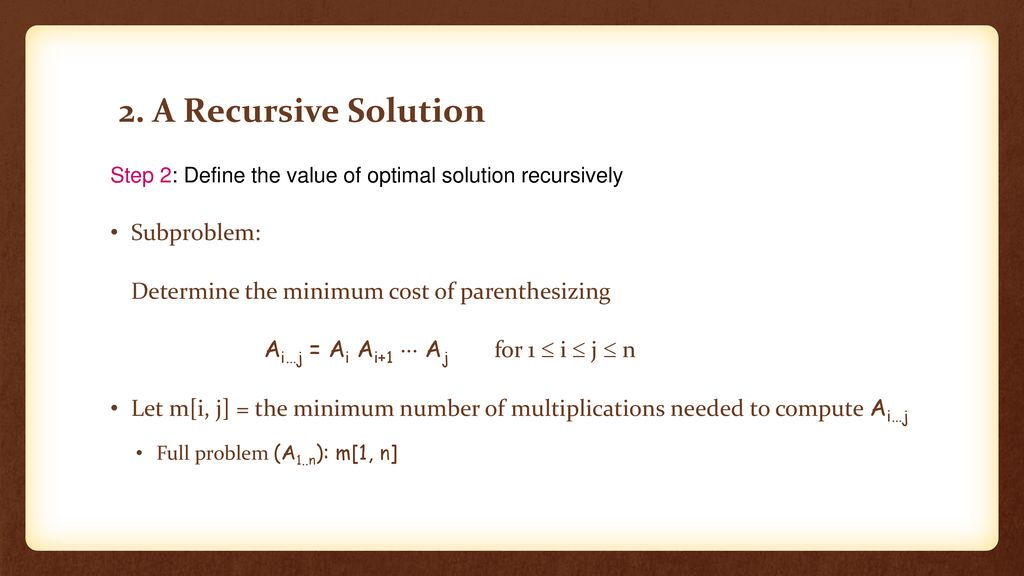 2. A Recursive Solution
Step 2: Define the value of optimal solution recursively
• Subproblem:
Determine the minimum cost of parenthesizing
Ai…j = Ai Ai+1 ··· Aj for 1 ≤ i ≤ j ≤ n
• Let m[i, j] = the minimum number of multiplications needed to compute Ai…j
• Full problem (A1..n): m[1, n]